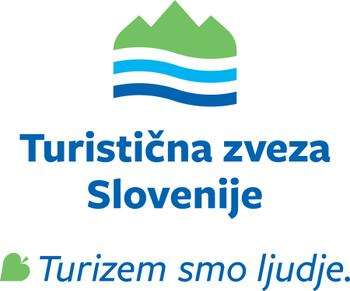 Turistična zveza
Slovenije
Turizem smo ljudje.